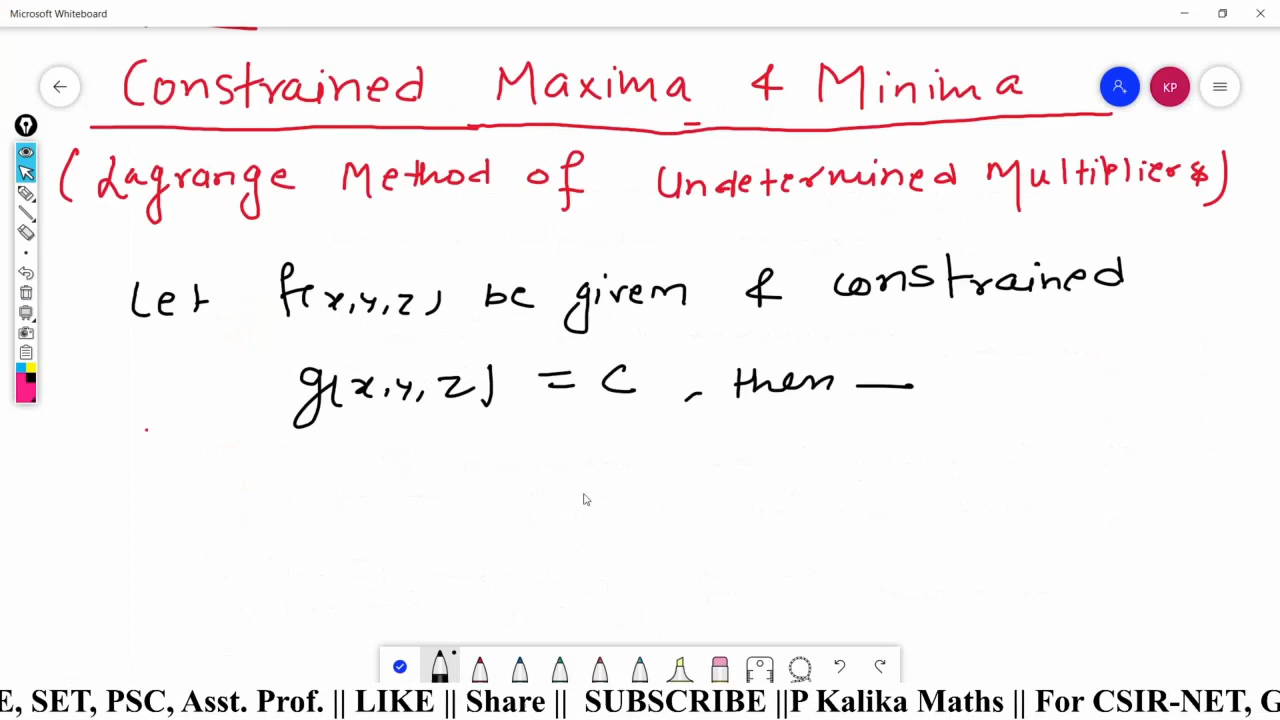 Microsoft Whiteboard
Constrained Maxima & Minima
KP
(Lagrange Method of Undetermined Multipliers)
Let f(x,y,z) be given & constrained
g(x,y,z) = c , then —
E, SET, PSC, Asst. Prof. || LIKE || Share || SUBSCRIBE ||P Kalika Maths || For CSIR-NET, G